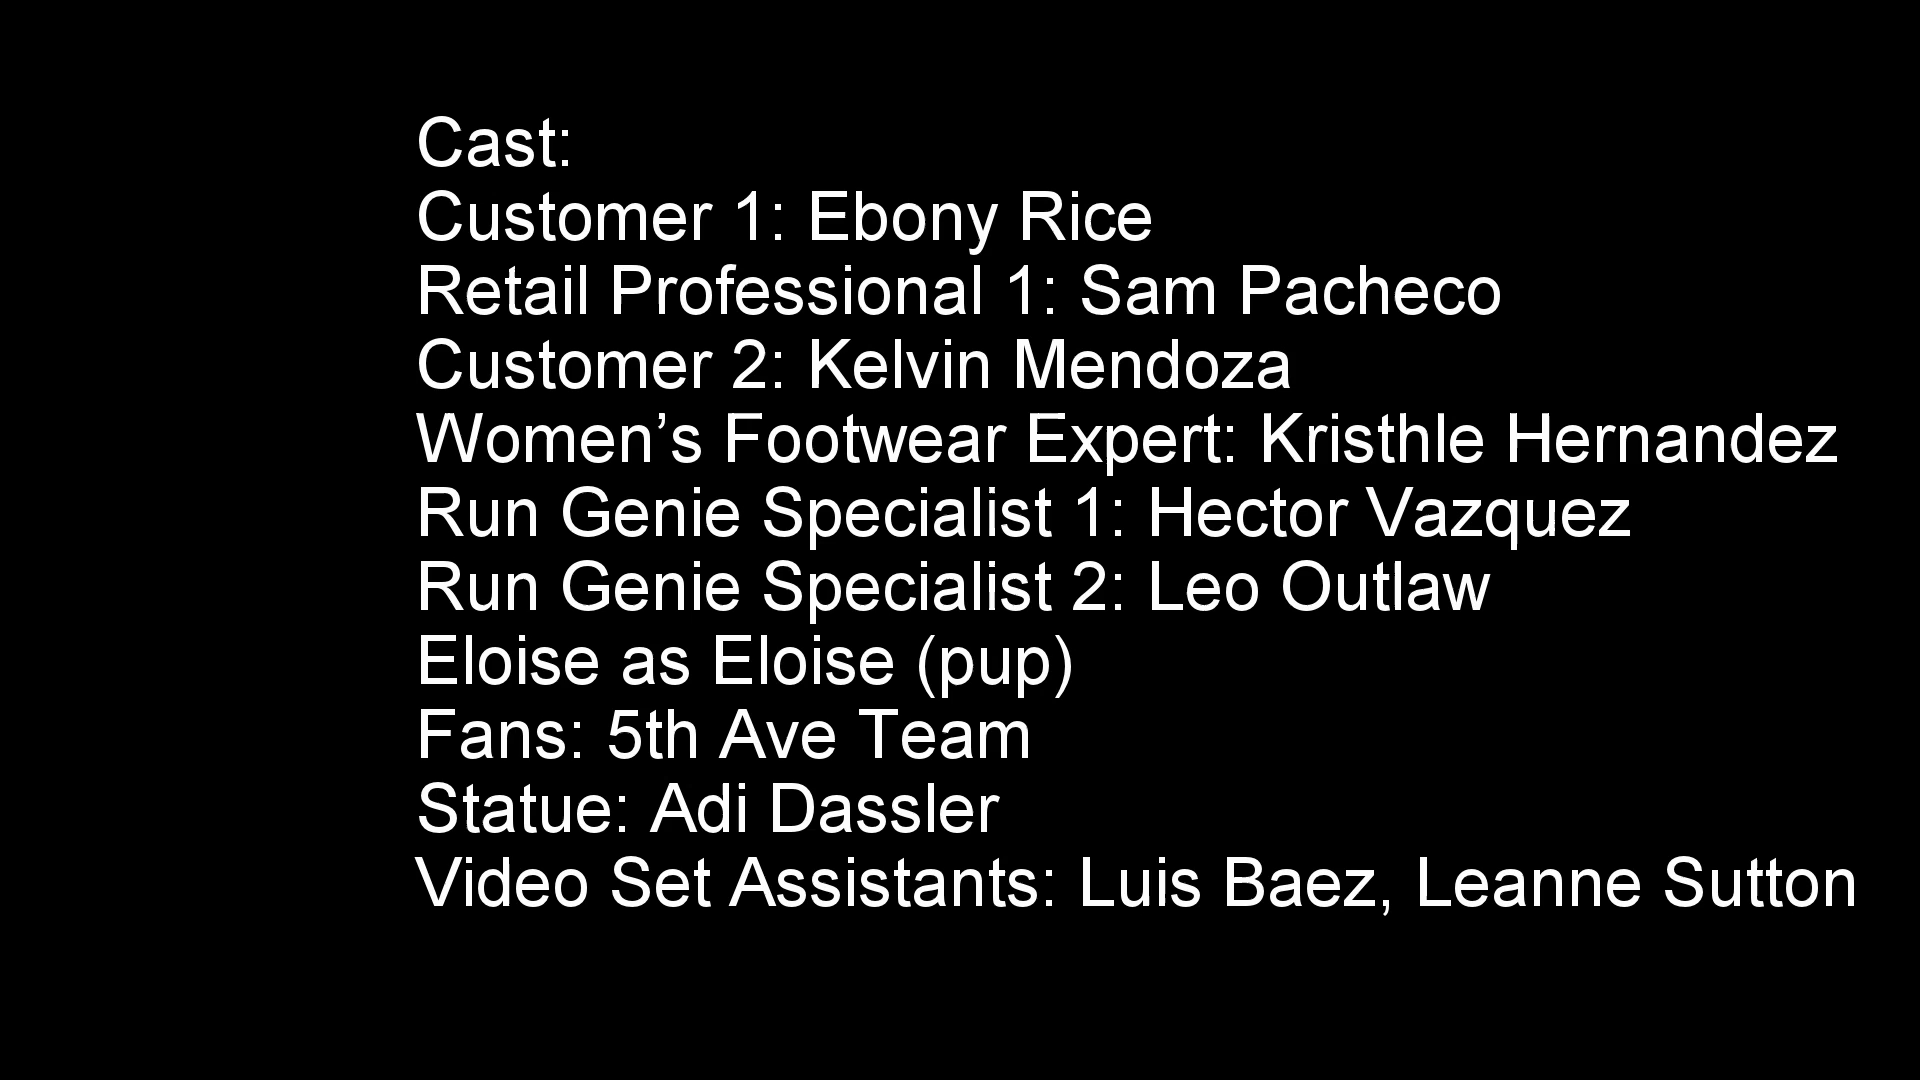 Cast:
Customer 1: Ebony Rice
Retail Professional 1: Sam Pacheco
Customer 2: Kelvin Mendoza
Women’s Footwear Expert: Kristhle Hernandez
Run Genie Specialist 1: Hector Vazquez
Run Genie Specialist 2: Leo Outlaw
Eloise as Eloise (pup)
Fans: 5th Ave Team
Statue: Adi Dassler
Video Set Assistants: Luis Baez, Leanne Sutton